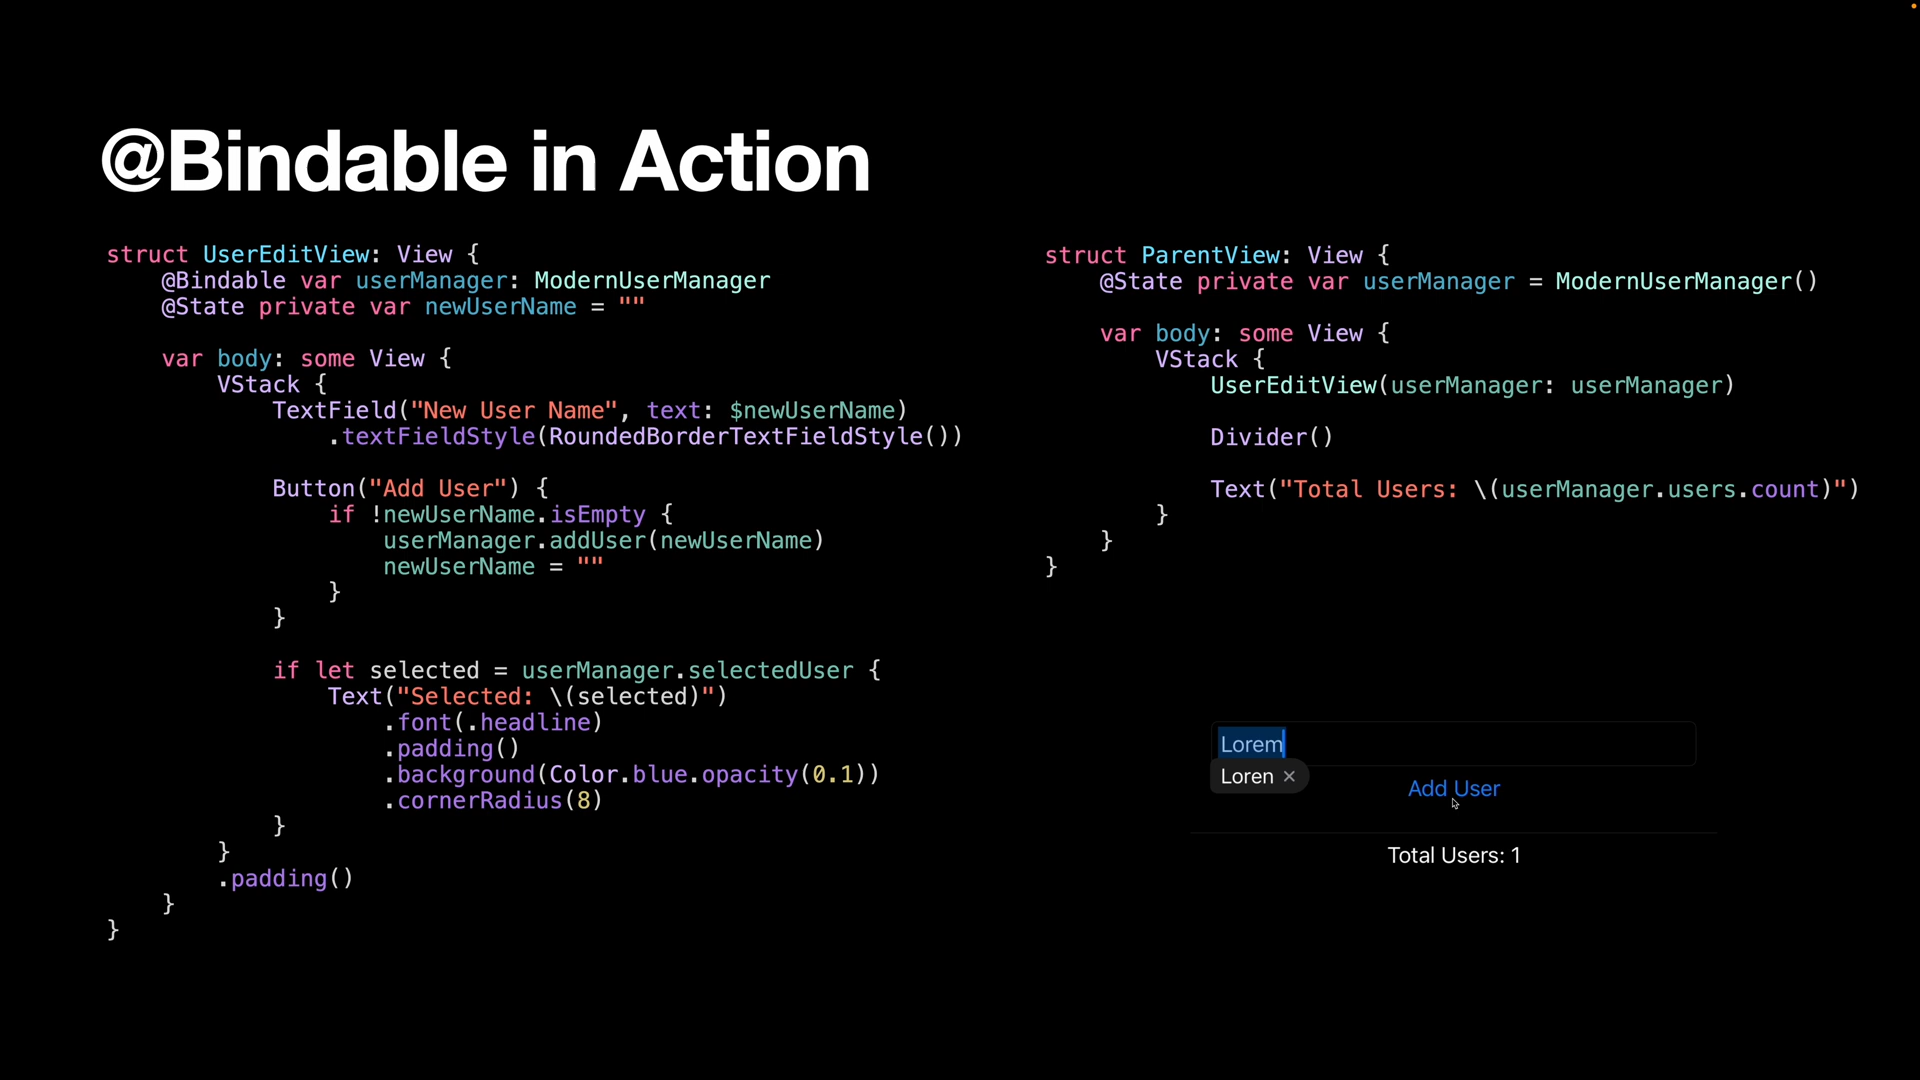 @Bindable in Action
struct UserEditView: View {
@Bindable var userManager: ModernUserManager
@State private var newUserName = ""
var body: some View {
VStack {
TextField("New User Name", text: $newUserName)
.textFieldStyle(RoundedBorderTextFieldStyle())
Button("Add User") {
if !newUserName.isEmpty {
userManager.addUser(newUserName)
newUserName = ""
}
}
if let selected = userManager.selectedUser {
Text("Selected: \(selected)")
.font(.headline)
.padding()
.background(Color.blue.opacity(0.1))
.cornerRadius(8)
}
}
.padding()
}
}
struct ParentView: View {
@State private var userManager = ModernUserManager()
var body: some View {
VStack {
UserEditView(userManager: userManager)
Divider()
Text("Total Users: \(userManager.users.count)")
}
}
}
Lorem
Loren ×
Add User
Total Users: 1